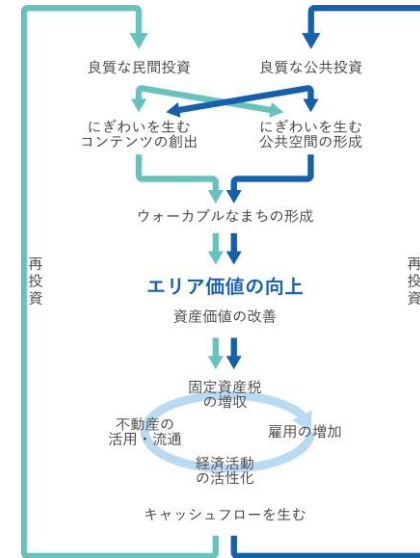 良質な民間投資
良質な公共投資
にぎわいを生む
コンテンツの創出
にぎわいを生む
公共空間の形成
ウォーカブルなまちの形成
再投資
再投資
エリア価値の向上
資産価値の改善
固定資産税
の増収
不動産の
活用・流通
雇用の増加
経済活動
の活性化
キャッシュフローを生む